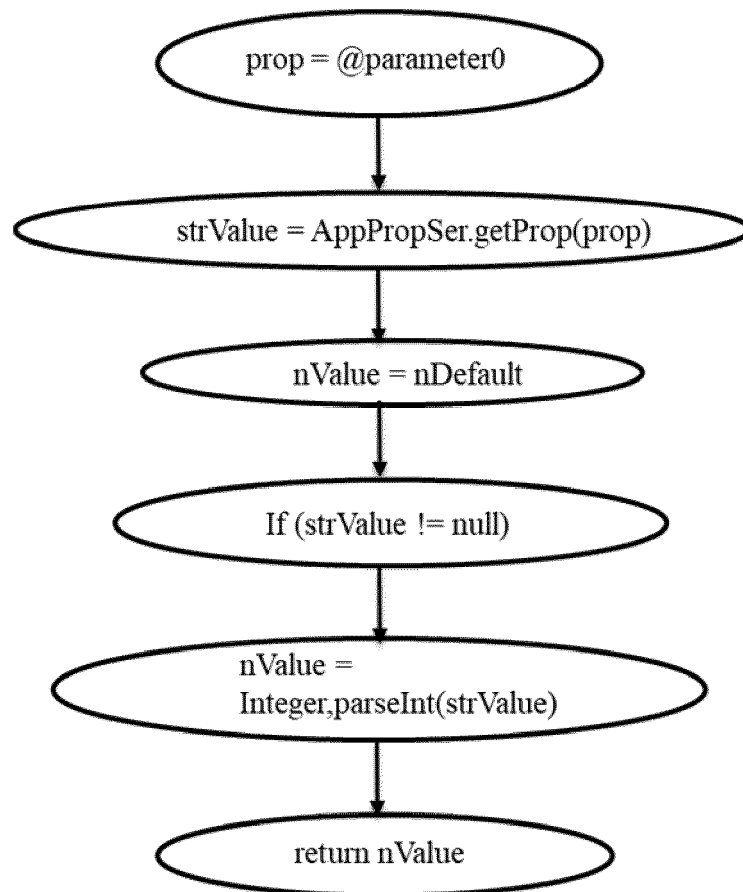 prop = @parameter0
strValue = AppPropSer.getProp(prop)
nValue = nDefault
If (strValue != null)
nValue =
Integer,parseInt(strValue)
return nValue